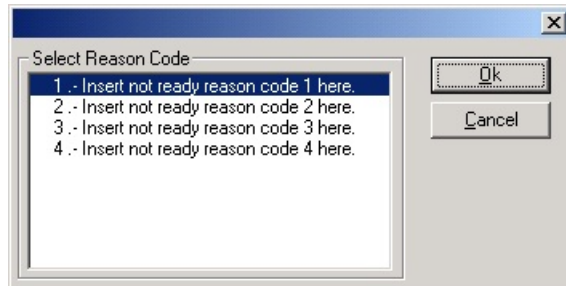 Select Reason Code
1 .- Insert not ready reason code 1 here.
2 .- Insert not ready reason code 2 here.
3 .- Insert not ready reason code 3 here.
4 .- Insert not ready reason code 4 here.
Ok
Cancel